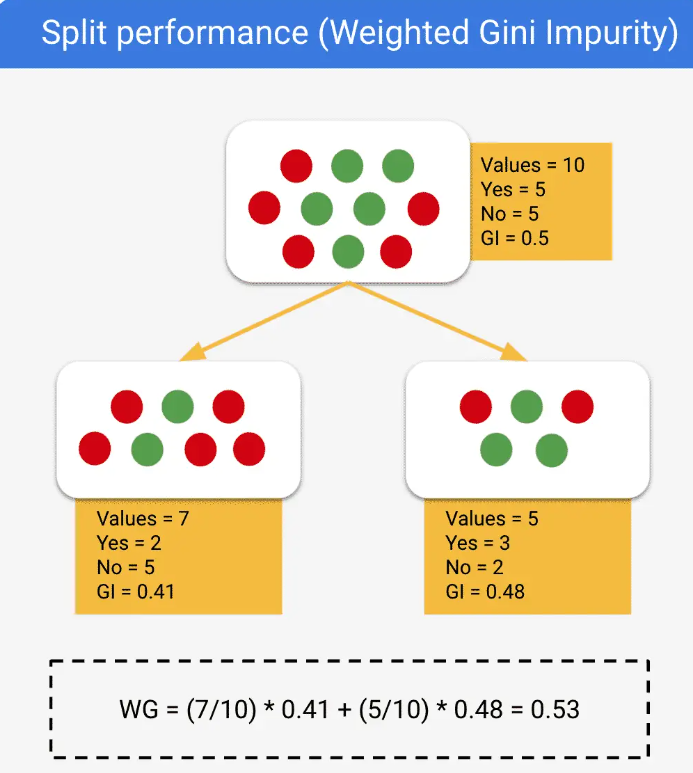 Split performance (Weighted Gini Impurity)
Values = 10
Yes = 5
No = 5
GI = 0.5
Values = 7
Yes = 2
No = 5
GI = 0.41
Values = 5
Yes = 3
No = 2
GI = 0.48
WG = (7/10) * 0.41 + (5/10) * 0.48 = 0.53